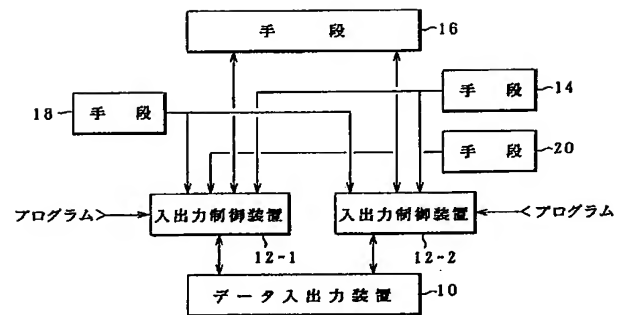 手 段 16
手 段 14
18 手 段
手 段 20
プログラム 入出力制御装置 入出力制御装置 プログラム
12-1 12-2
データ入出力装置 10